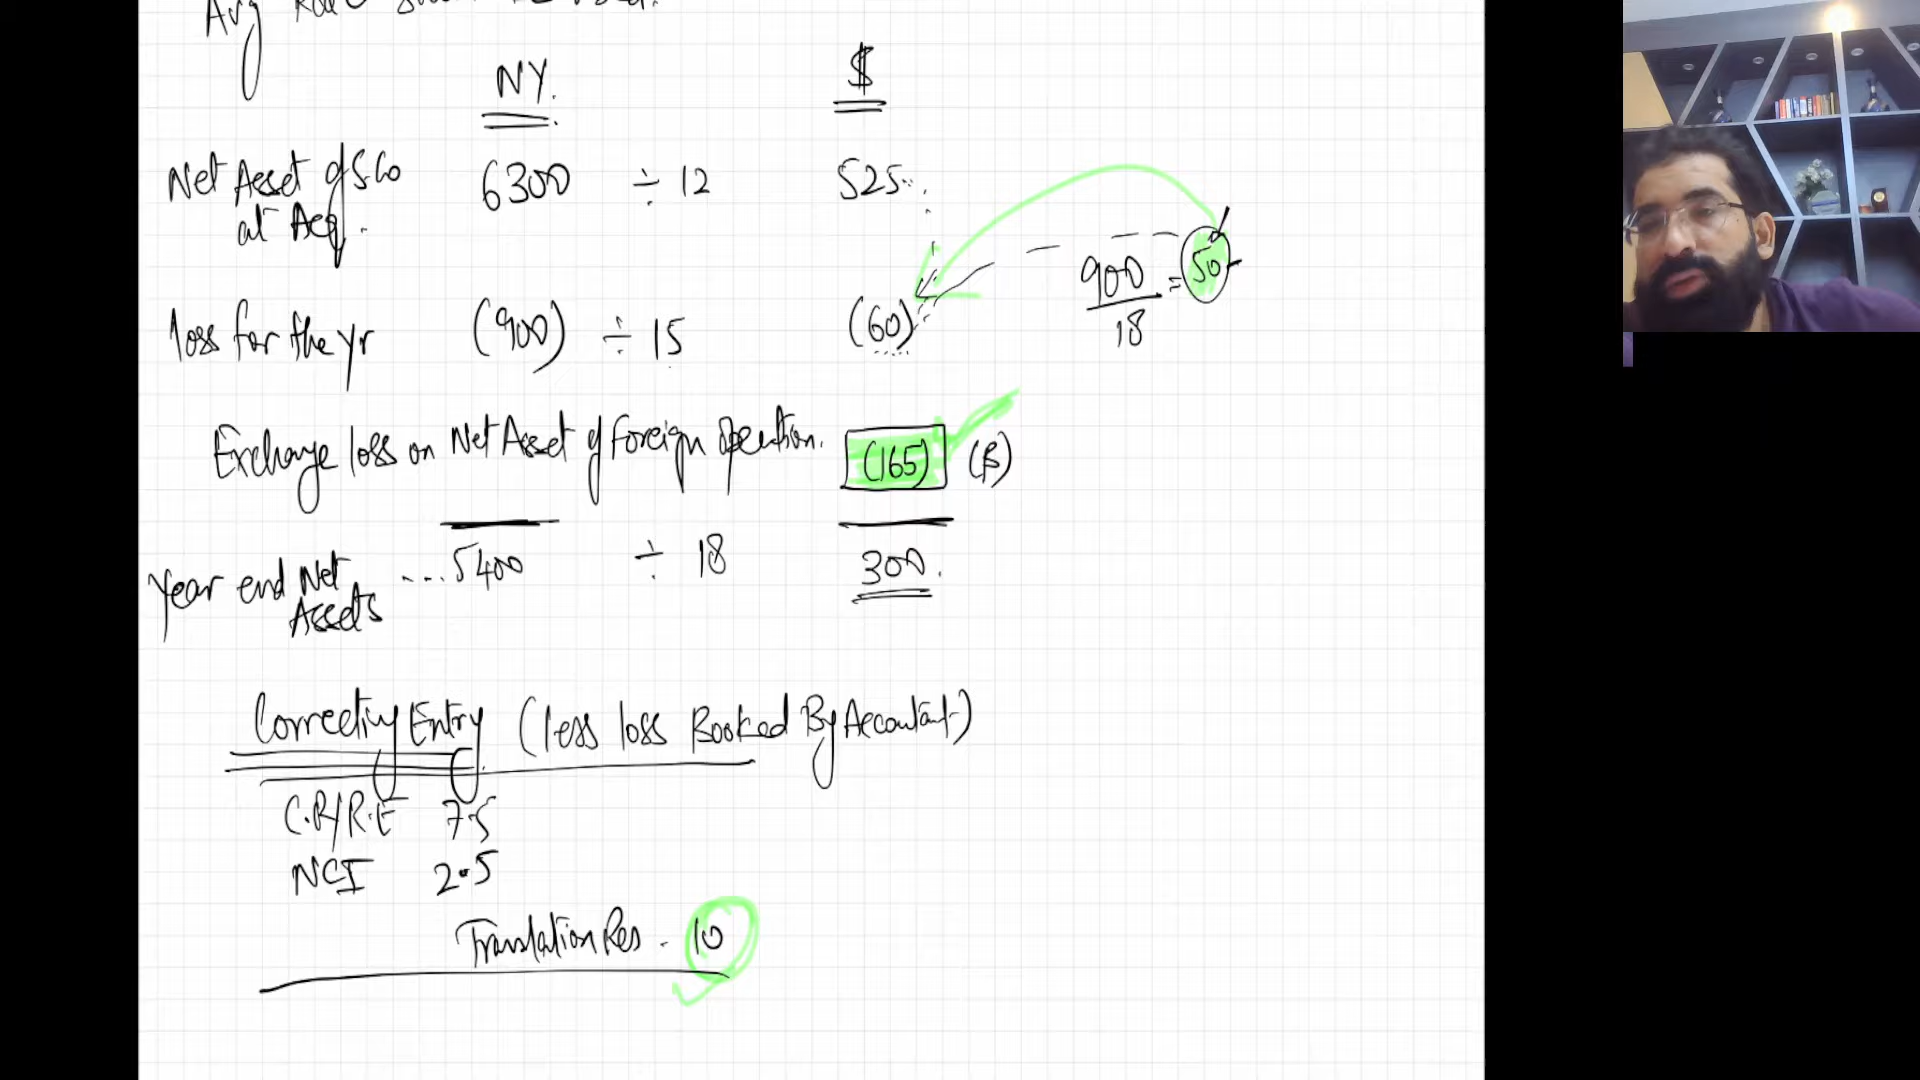 Avg Rate
NY. $
Net Asset of S.Co 6300 ÷ 12 525
at Acq.
900/18 = 50
loss for the yr (900) ÷ 15 (60)
Exchange loss on Net Asset of foreign operation. (165) (B)
Year end Net Assets ....5400 ÷ 18 300.
Correcting Entry (less loss Booked By Accountant)
C.P/R.E 7.5
NCI 2.5
Translation Res. 10